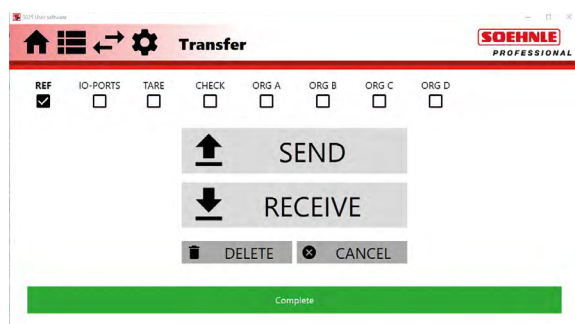 Transfer
SOEHNLE
PROFESSIONAL
REF IO-PORTS TARE CHECK ORG A ORG B ORG C ORG D
SEND
RECEIVE
DELETE CANCEL
Complete